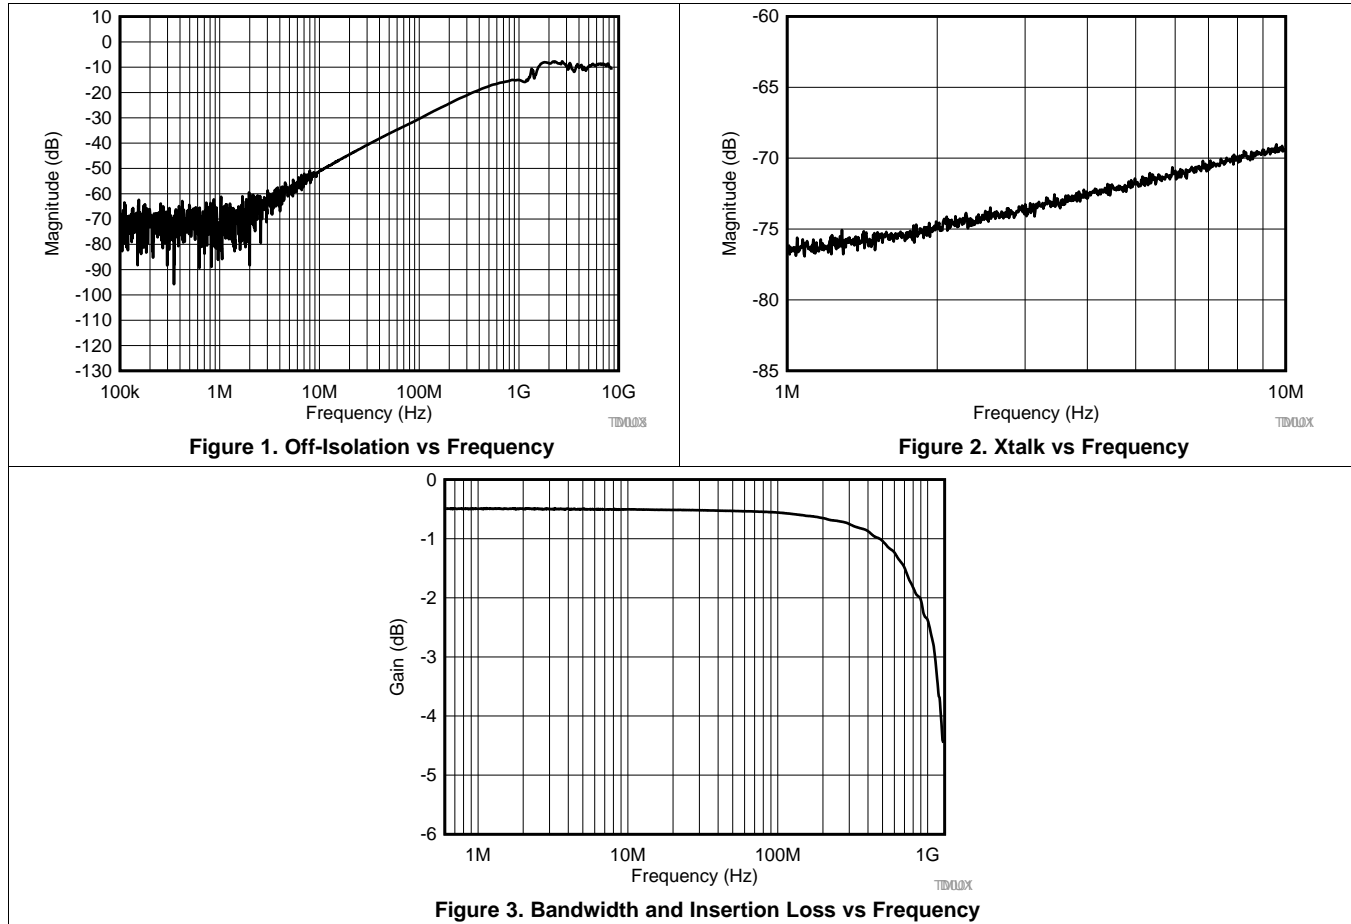 10
0
-10
-20
-30
-40
-50
-60
-70
-80
-90
-100
-110
-120
-130
Magnitude (dB)
100k 1M 10M 100M 1G 10G
Frequency (Hz)
Figure 1. Off-Isolation vs Frequency
-60
-65
-70
-75
-80
-85
Magnitude (dB)
1M 10M
Frequency (Hz)
Figure 2. Xtalk vs Frequency
0
-1
-2
-3
-4
-5
-6
Gain (dB)
1M 10M 100M 1G
Frequency (Hz)
Figure 3. Bandwidth and Insertion Loss vs Frequency